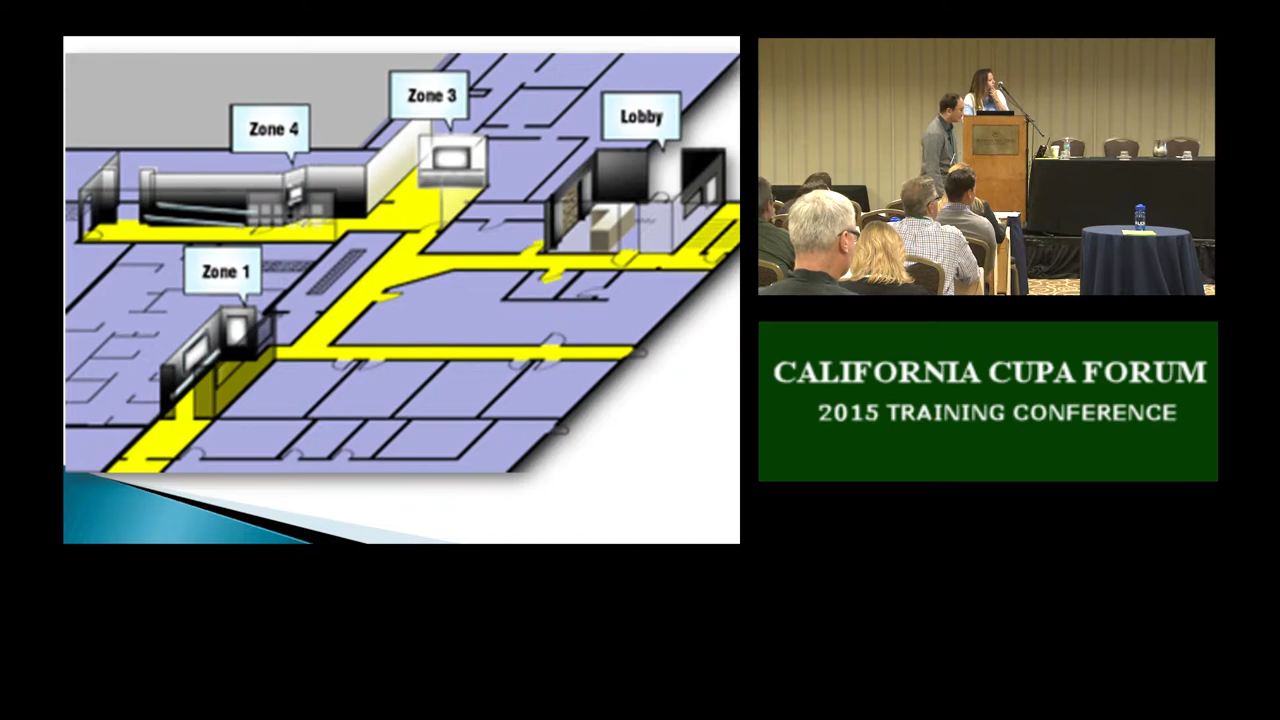 Zone 3
Lobby
Zone 4
Zone 1
CALIFORNIA CUPA FORUM
2015 TRAINING CONFERENCE